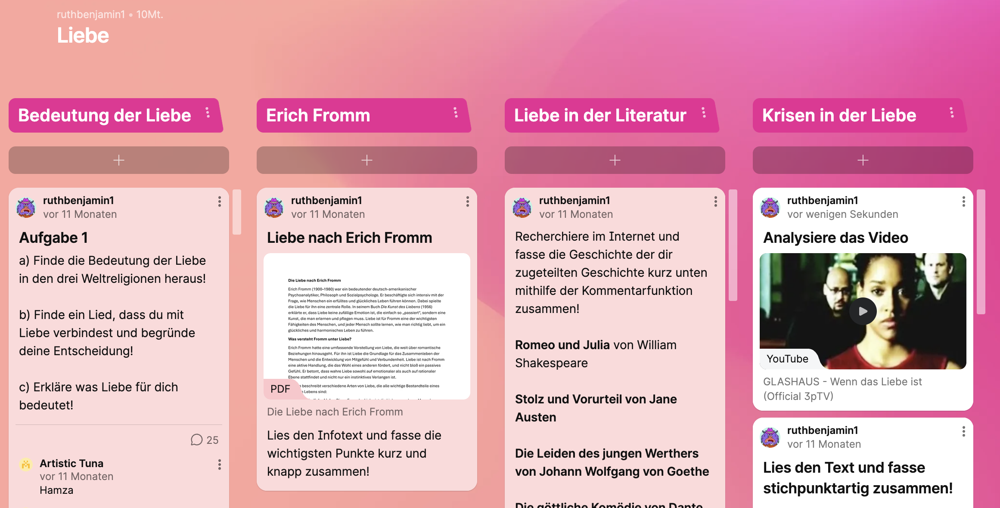 ruthbenjamin1 • 10Mt.
Liebe
Bedeutung der Liebe
ruthbenjamin1
vor 11 Monaten
Aufgabe 1
a) Finde die Bedeutung der Liebe
in den drei Weltreligionen heraus!
b) Finde ein Lied, dass du mit
Liebe verbindest und begründe
deine Entscheidung!
c) Erkläre was Liebe für dich
bedeutet!
25
Artistic Tuna
vor 11 Monaten
Hamza
Erich Fromm
ruthbenjamin1
vor 11 Monaten
Liebe nach Erich Fromm
Die Liebe nach Erich Fromm
Erich Fromm (1900–1980) war ein bedeutender deutsch-amerikanischer
Psychoanalytiker, Philosoph und Sozialpsychologe. Er beschäftigte sich intensiv mit der
Frage, wie Menschen ein erfülltes und glückliches Leben führen können. Dabei spielte
die Liebe für ihn eine zentrale Rolle. In seinem Buch Die Kunst des Liebens (1956)
erklärte er, dass Liebe keine zufällige Emotion ist, die einfach so „passiert“, sondern eine
Kunst, die man erlernen und pflegen muss. Liebe ist für Fromm eine der wichtigsten
Fähigkeiten des Menschen, und jeder Mensch sollte lernen, wie man richtig liebt, um ein
glückliches und harmonisches Leben zu führen.
Was versteht Fromm unter Liebe?
Erich Fromm hatte eine umfassende Vorstellung von Liebe, die weit über romantische
Beziehungen hinausgeht. Für ihn ist Liebe die Grundlage für das Zusammenleben der
Menschen und die Entwicklung von Mitgefühl und Verbundenheit. Liebe ist nach Fromm
eine aktive Handlung, die das Wohl eines anderen fördert, und nicht bloß ein passives
Gefühl. Er betont, dass wahre Liebe sowohl auf emotionaler als auch auf rationaler
Ebene stattfindet und nicht nur ein instinktives Verlangen ist.
beschreibt verschiedene Arten von Liebe, die alle wichtige Bestandteile eines
Lebens sind:
PDF
Die Liebe nach Erich Fromm
Lies den Infotext und fasse die
wichtigsten Punkte kurz und
knapp zusammen!
Liebe in der Literatur
ruthbenjamin1
vor 11 Monaten
Recherchiere im Internet und
fasse die Geschichte der dir
zugeteilten Geschichte kurz unten
mithilfe der Kommentarfunktion
zusammen!
Romeo und Julia von William
Shakespeare
Stolz und Vorurteil von Jane
Austen
Die Leiden des jungen Werthers
von Johann Wolfgang von Goethe
Die göttliche Komödie von Dante
Krisen in der Liebe
ruthbenjamin1
vor wenigen Sekunden
Analysiere das Video
YouTube
GLASHAUS - Wenn das Liebe ist
(Official 3pTV)
ruthbenjamin1
vor 11 Monaten
Lies den Text und fasse
stichpunktartig zusammen!